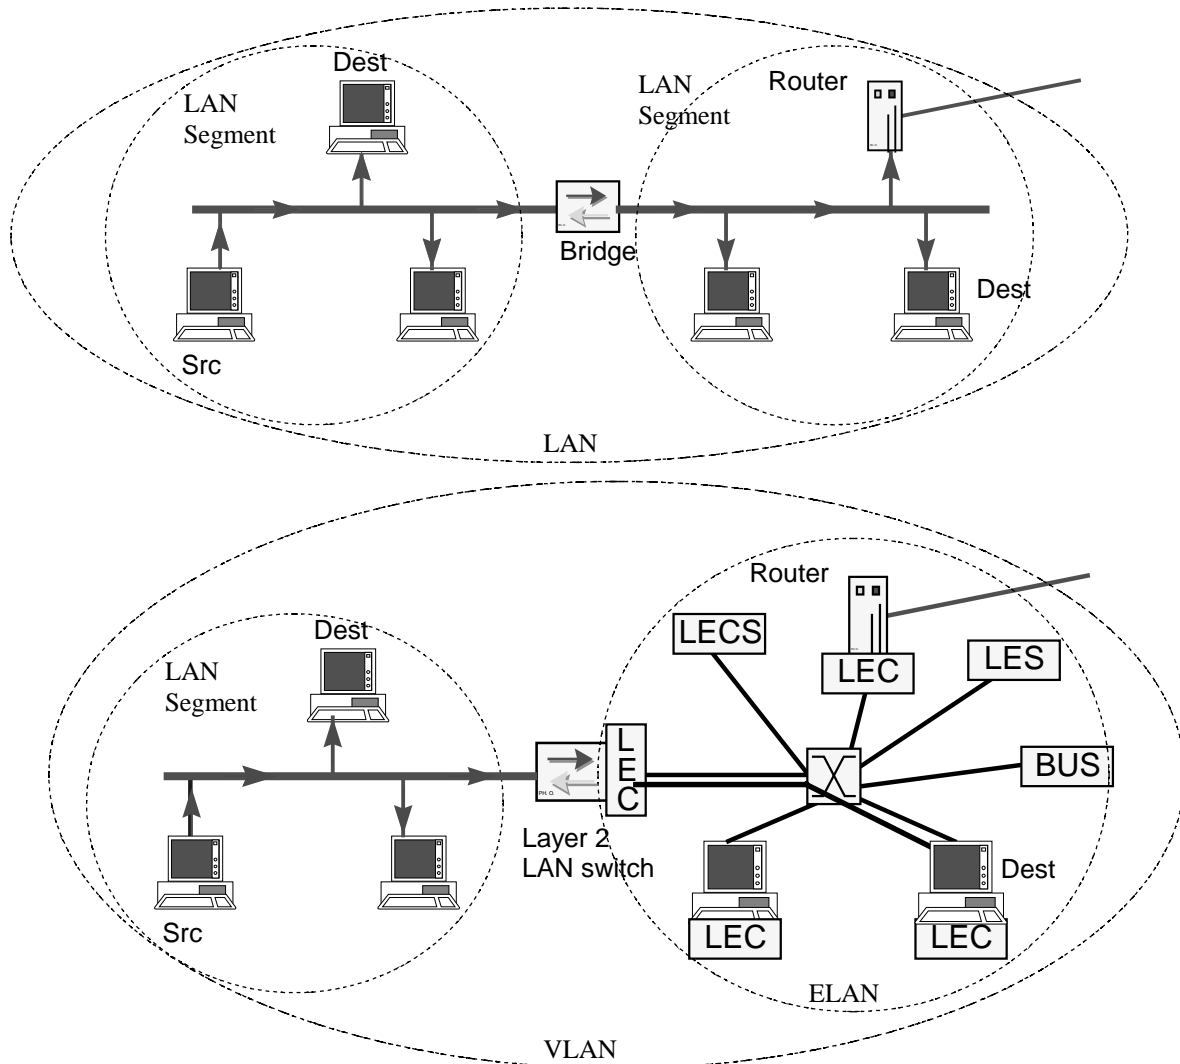 Dest
Router
LAN
Segment
LAN
Segment
Bridge
Dest
Src
LAN
Router
Dest
LECS
LES
LAN
Segment
LEC
L
E
C
BUS
PH. O.
Layer 2
LAN switch
Dest
Src
LEC
LEC
ELAN
VLAN